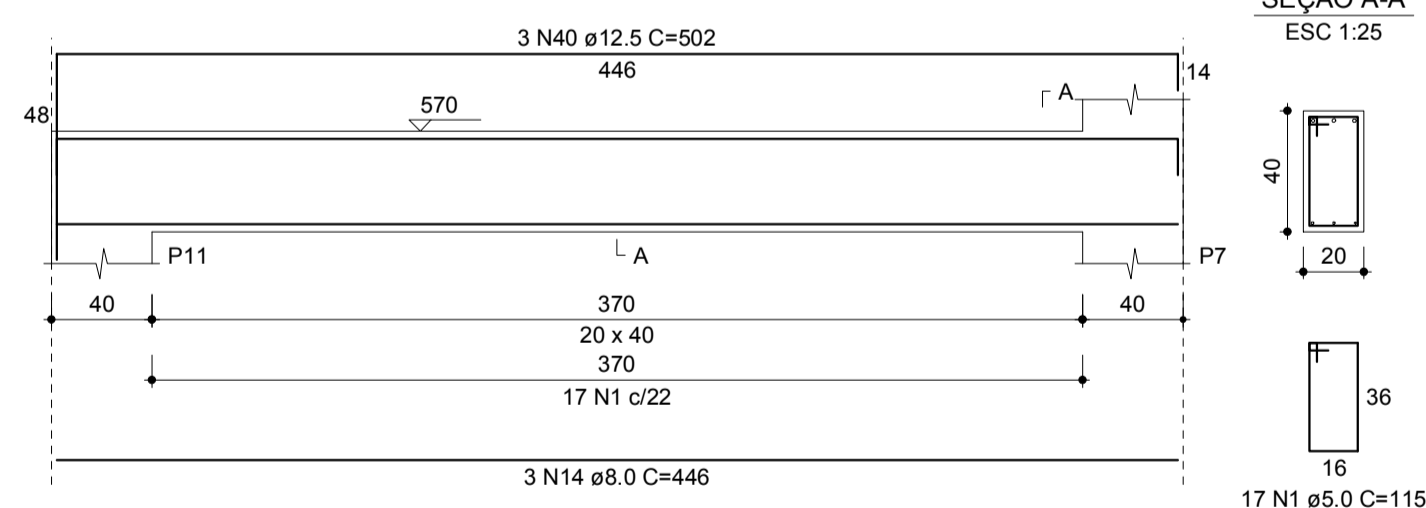 SEÇÃO A-A
ESC 1:25
3 N40 ø12.5 C=502
446
14
A
48
570
40
A
P11
P7
20
40
370
40
20 x 40
370
17 N1 c/22
36
16
3 N14 ø8.0 C=446
17 N1 ø5.0 C=115